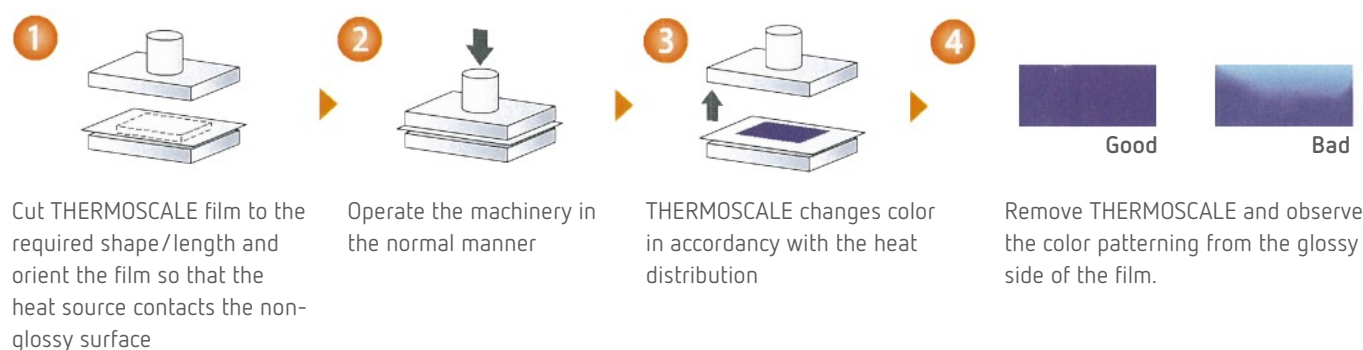 1
2
3
4
Good
Bad
Cut THERMOSCALE film to the
required shape/length and
orient the film so that the
heat source contacts the non-
glossy surface
Operate the machinery in
the normal manner
THERMOSCALE changes color
in accordancy with the heat
distribution
Remove THERMOSCALE and observe
the color patterning from the glossy
side of the film.